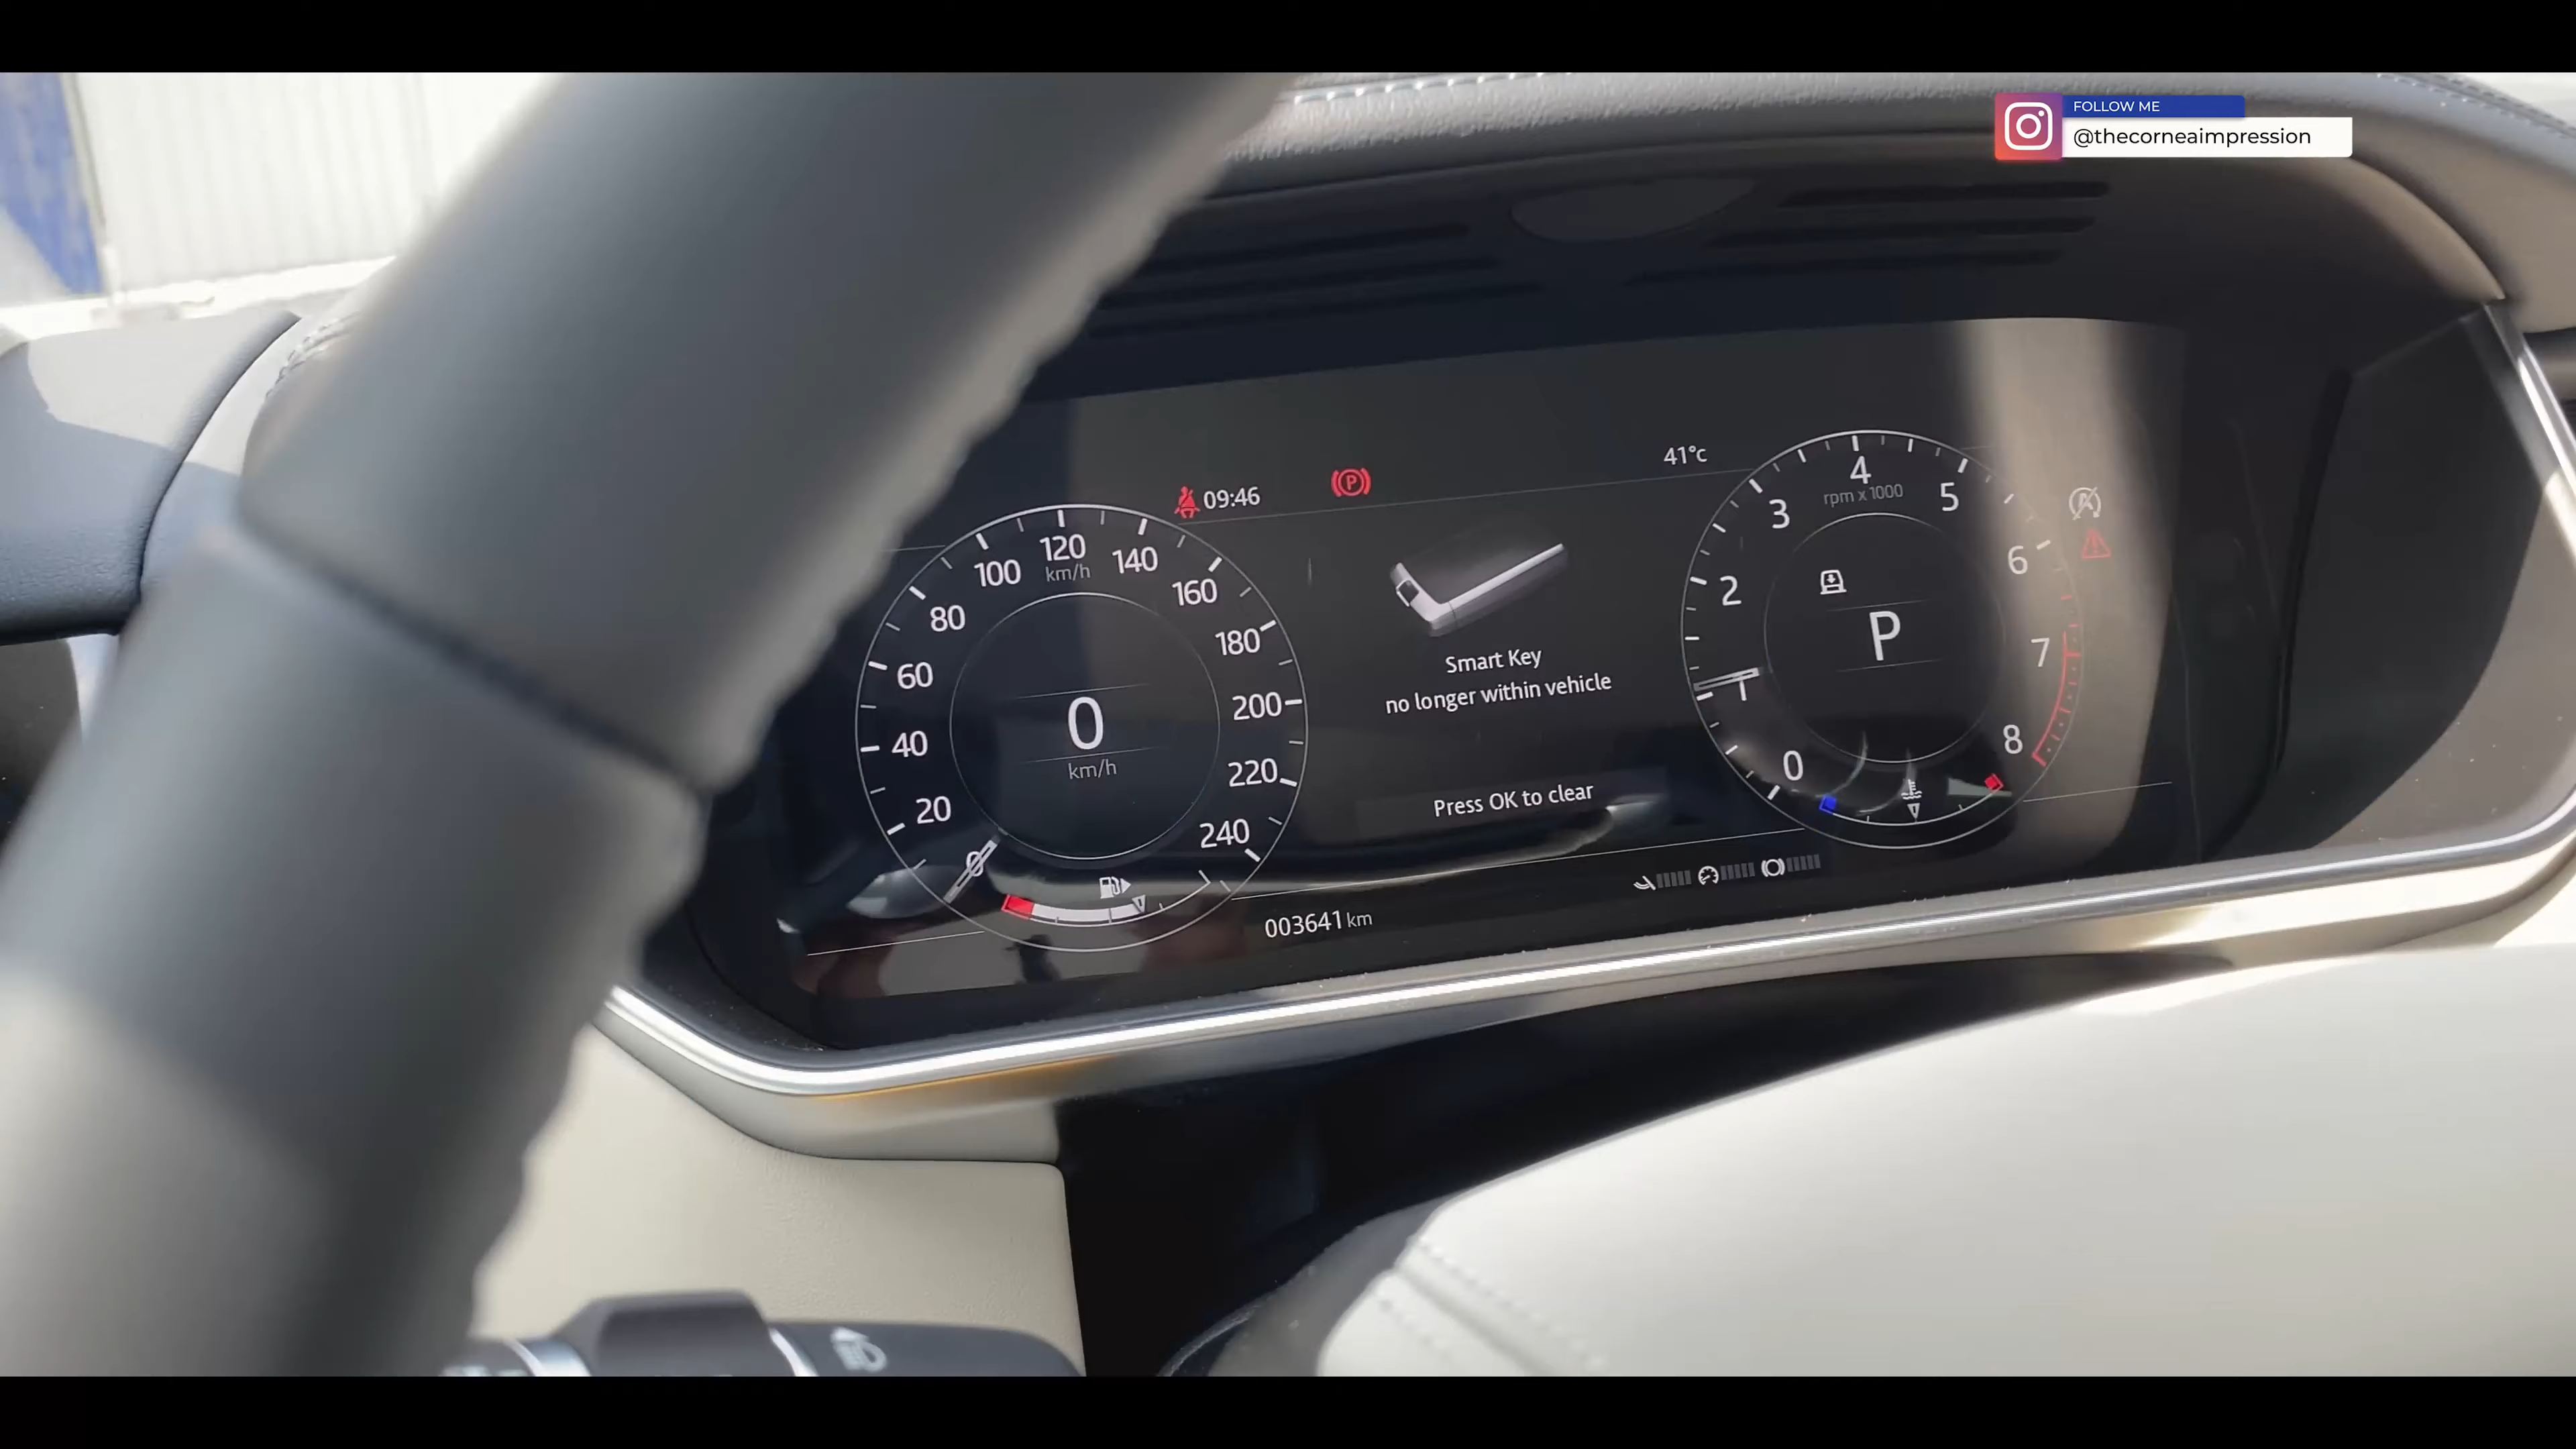 FOLLOW ME
@thecorneaimpression
09:46
41°c
0
20
40
60
80
100
120
km/h
140
160
180
200
220
240
0
km/h
Smart Key
no longer within vehicle
Press OK to clear
0
1
2
3
4
rpm x 1000
5
6
7
8
P
003641 km